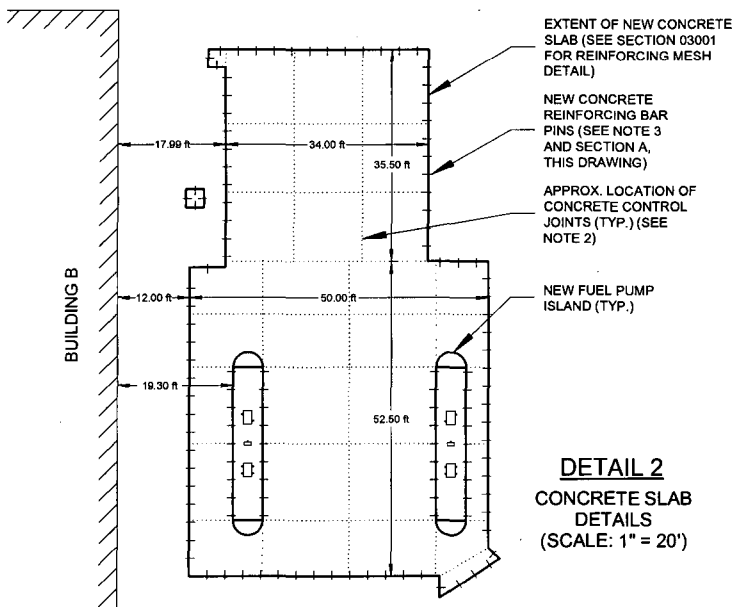 EXTENT OF NEW CONCRETE
SLAB (SEE SECTION 03001
FOR REINFORCING MESH
DETAIL)
NEW CONCRETE
REINFORCING BAR
PINS (SEE NOTE 3
AND SECTION A,
THIS DRAWING)
APPROX. LOCATION OF
CONCRETE CONTROL
JOINTS (TYP.) (SEE
NOTE 2)
NEW FUEL PUMP
ISLAND (TYP.)
17.99 ft
34.00 ft
35.50 ft
12.00 ft
50.00 ft
19.30 ft
52.50 ft
BUILDING B
DETAIL 2
CONCRETE SLAB
DETAILS
(SCALE: 1" = 20')